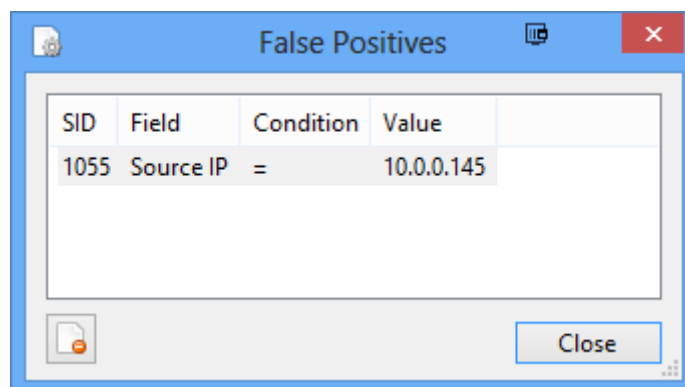 False Positives
SID Field Condition Value
1055 Source IP = 10.0.0.145
Close